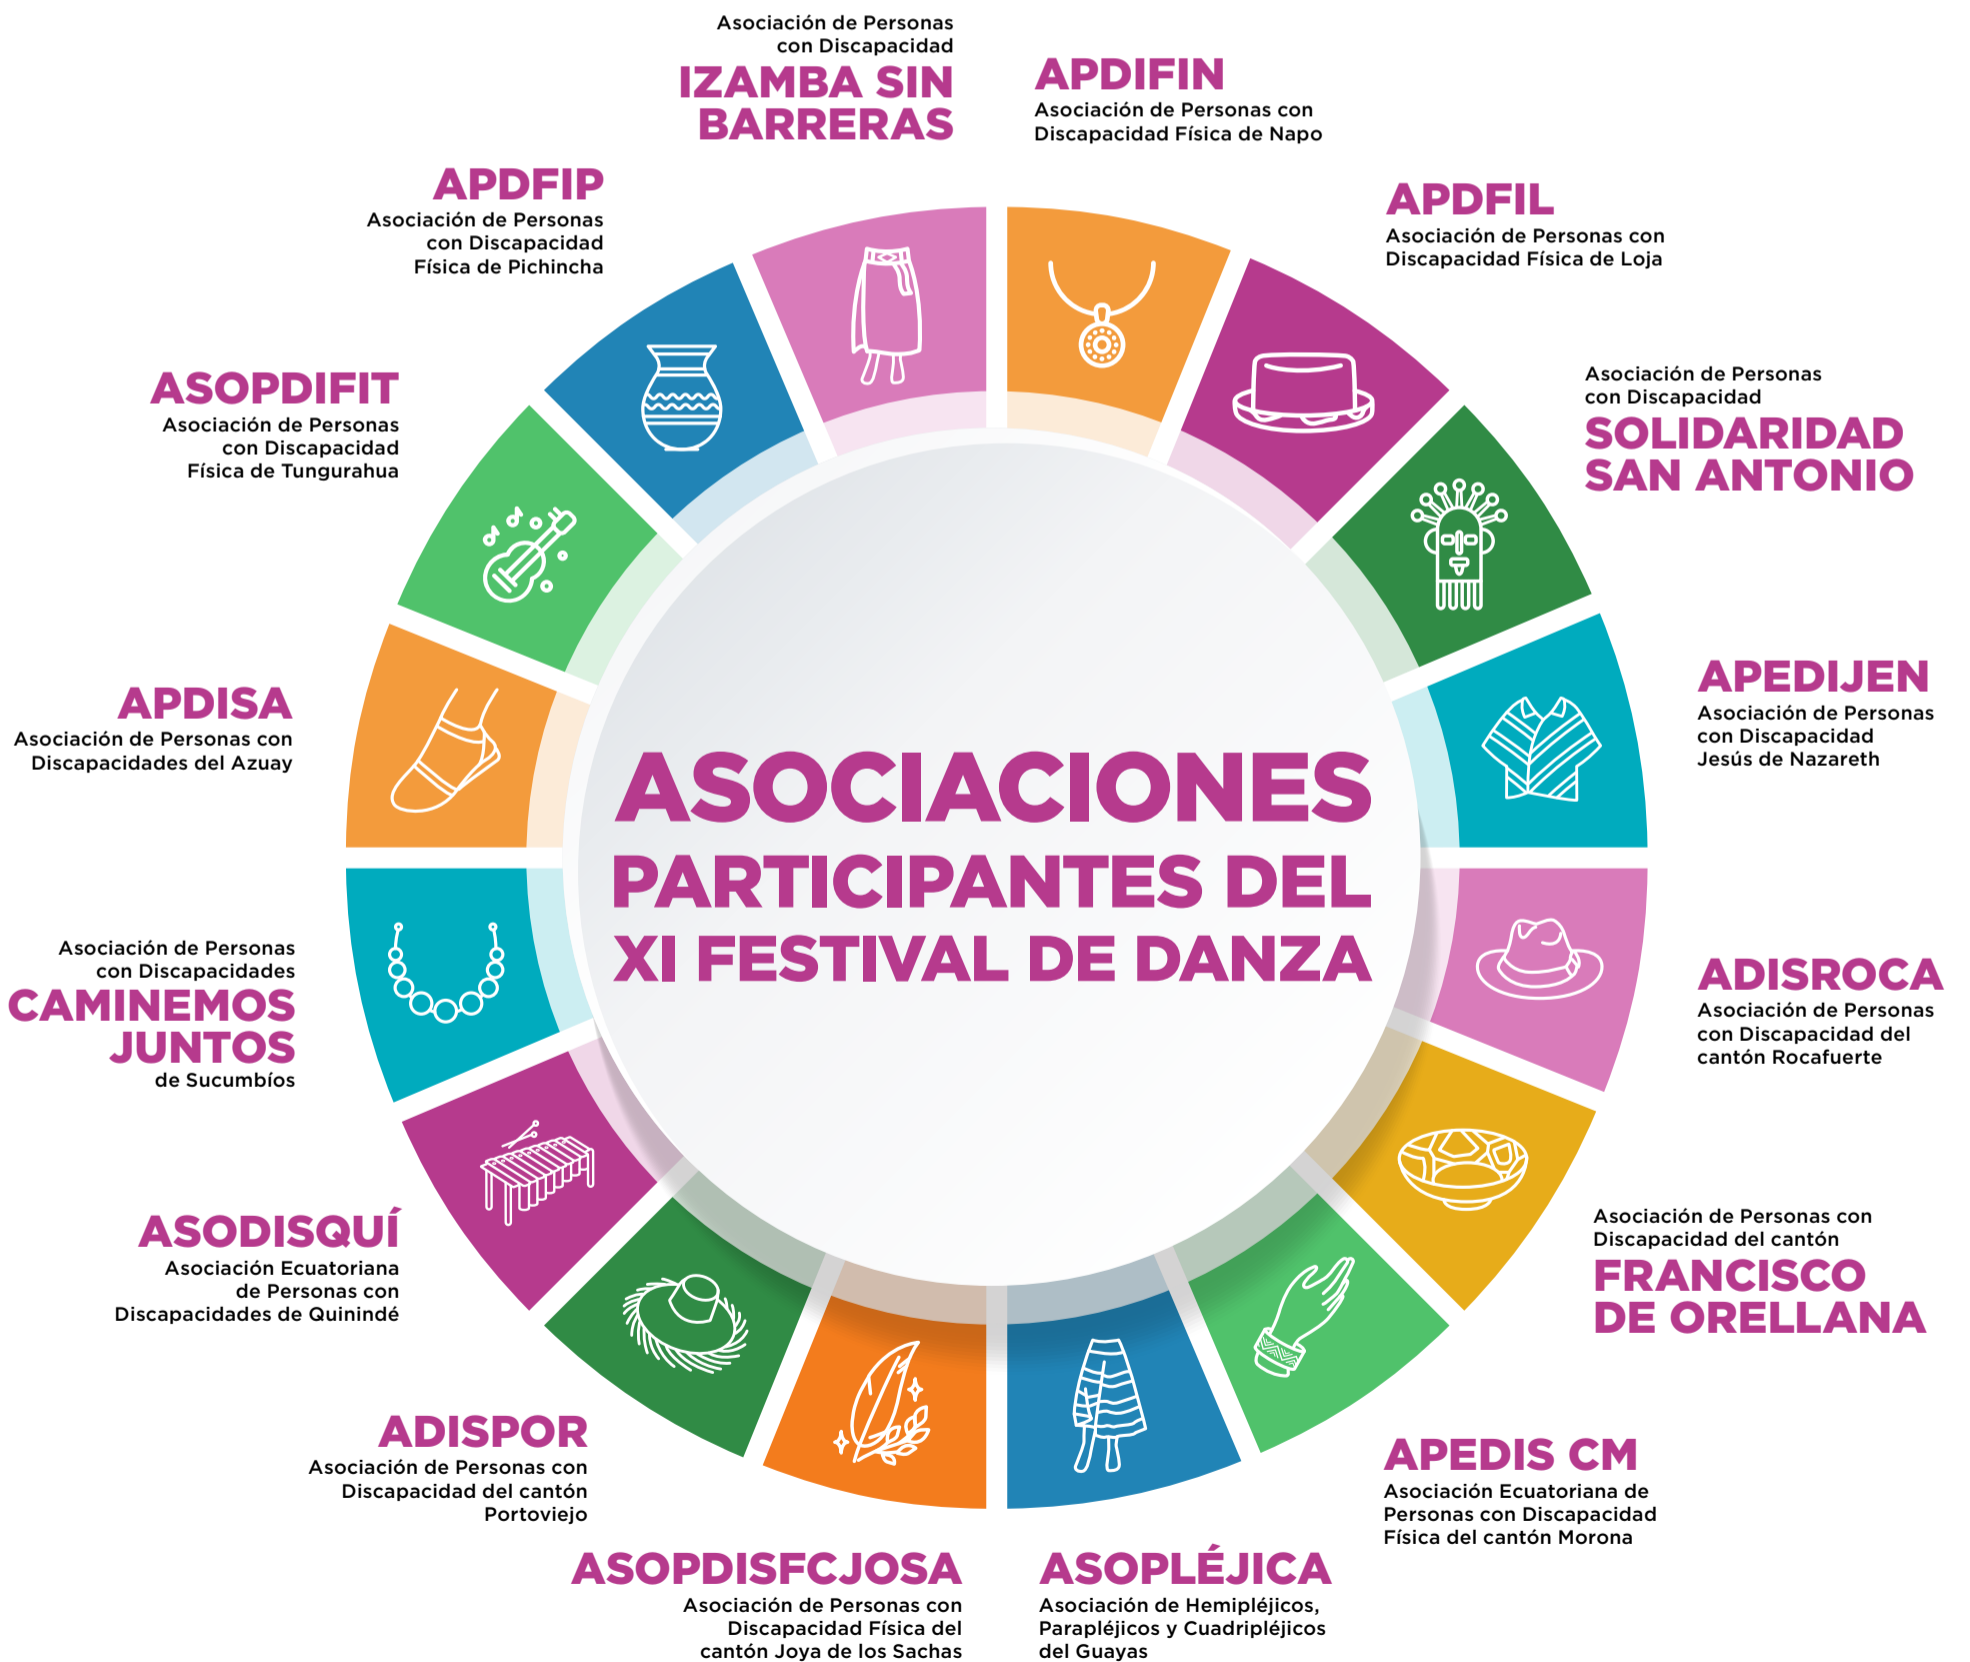 Asociación de Personas
con Discapacidad
IZAMBA SIN
BARRERAS
APDIFIN
Asociación de Personas con
Discapacidad Física de Napo
APDFIL
Asociación de Personas con
Discapacidad Física de Loja
Asociación de Personas
con Discapacidad
SOLIDARIDAD
SAN ANTONIO
APEDIJEN
Asociación de Personas
con Discapacidad
Jesús de Nazareth
ADISROCA
Asociación de Personas
con Discapacidad del
cantón Rocafuerte
Asociación de Personas con
Discapacidad del cantón
FRANCISCO
DE ORELLANA
APEDIS CM
Asociación Ecuatoriana de
Personas con Discapacidad
Física del cantón Morona
ASOPLÉJICA
Asociación de Hemipléjicos,
Parapléjicos y Cuadripléjicos
del Guayas
ASOPDISFCJOSA
Asociación de Personas con
Discapacidad Física del
cantón Joya de los Sachas
ADISPOR
Asociación de Personas con
Discapacidad del cantón
Portoviejo
ASODISQUÍ
Asociación Ecuatoriana
de Personas con
Discapacidades de Quinindé
Asociación de Personas
con Discapacidades
CAMINEMOS
JUNTOS
de Sucumbíos
APDISA
Asociación de Personas con
Discapacidades del Azuay
ASOPDIFIT
Asociación de Personas
con Discapacidad
Física de Tungurahua
APDFIP
Asociación de Personas
con Discapacidad
Física de Pichincha
ASOCIACIONES
PARTICIPANTES DEL
XI FESTIVAL DE DANZA